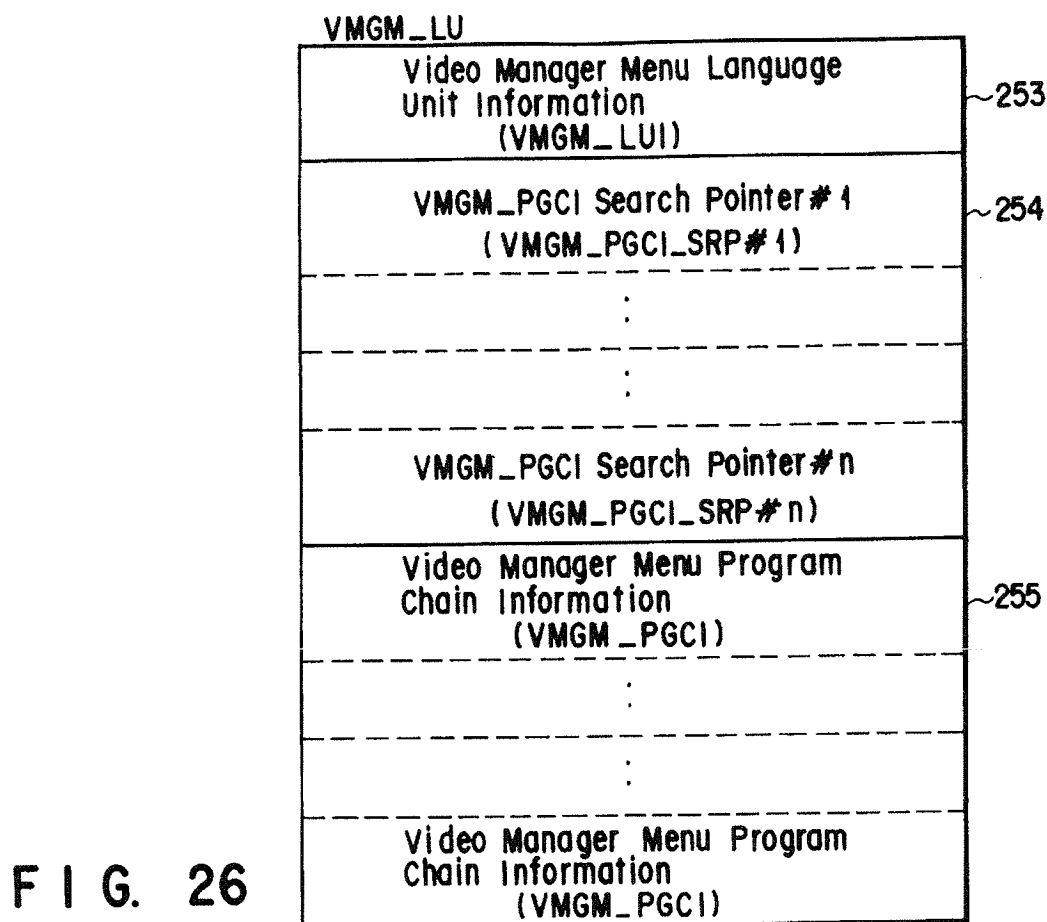 VMGM_LU
Video Manager Menu Language
Unit Information
(VMGM_LUI)
253
VMGM_PGCI Search Pointer#1
(VMGM_PGCI_SRP#1)
254
VMGM_PGCI Search Pointer#n
(VMGM_PGCI_SRP#n)
Video Manager Menu Program
Chain Information
(VMGM_PGCI)
255
Video Manager Menu Program
Chain Information
(VMGM_PGCI)
FIG. 26